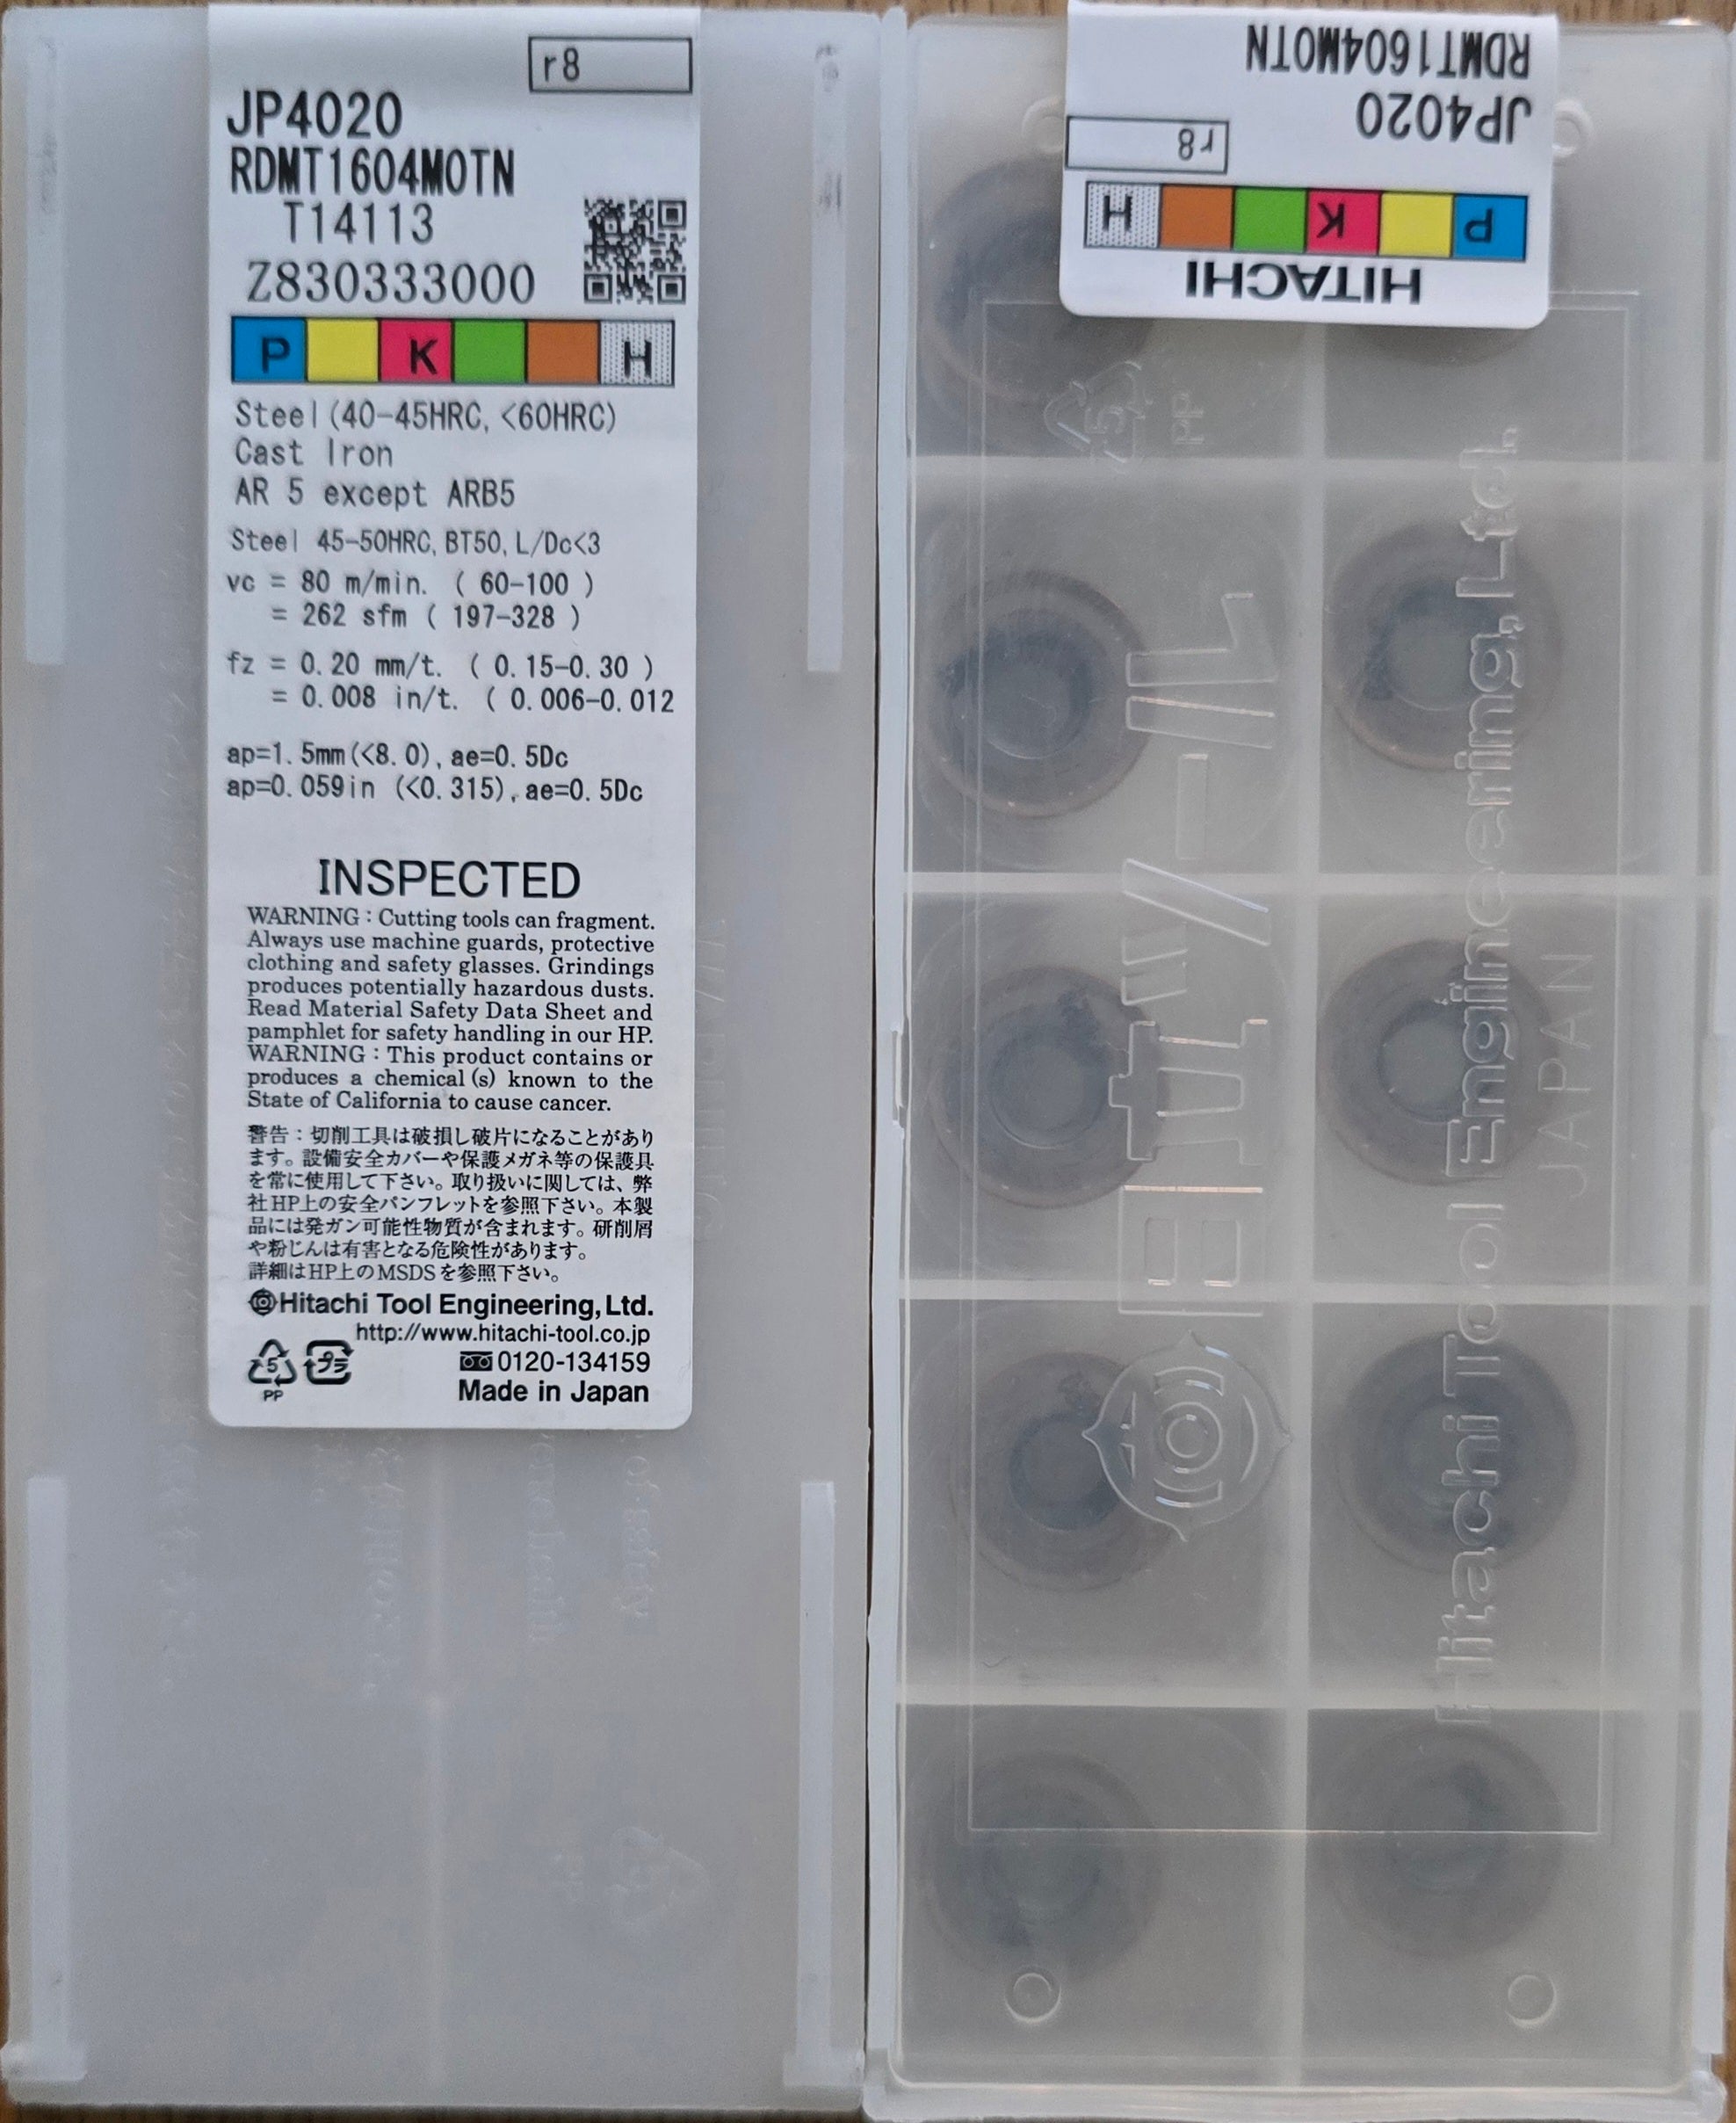 r8
JP4020
RDMT1604M0TN
T14113
Z830333000
P K H
Steel(40-45HRC, <60HRC)
Cast Iron
AR 5 except ARB5
Steel 45-50HRC, BT50, L/Dc<3
vc = 80 m/min. ( 60-100 )
= 262 sfm ( 197-328 )
fz = 0.20 mm/t. ( 0.15-0.30 )
= 0.008 in/t. ( 0.006-0.012
ap=1.5mm(<8.0), ae=0.5Dc
ap=0.059in (<0.315), ae=0.5Dc
INSPECTED
WARNING : Cutting tools can fragment.
Always use machine guards, protective
clothing and safety glasses. Grindings
produces potentially hazardous dusts.
Read Material Safety Data Sheet and
pamphlet for safety handling in our HP.
WARNING : This product contains or
produces a chemical (s) known to the
State of California to cause cancer.
警告：切削工具は破損し破片になることがあり
ます。設備安全カバーや保護メガネ等の保護具
を常に使用して下さい。取り扱いに関しては、弊
社HP上の安全パンフレットを参照下さい。本製
品には発ガン可能性物質が含まれます。研削屑
や粉じんは有害となる危険性があります。
詳細はHP上のMSDSを参照下さい。
Hitachi Tool Engineering, Ltd.
http://www.hitachi-tool.co.jp
5 プラ 0120-134159
PP Made in Japan
HITACHI
P K H
r8
JP4020
RDMT1604M0TN
5
PP
日立ツール
Hitachi Tool Engineering, Ltd.
JAPAN